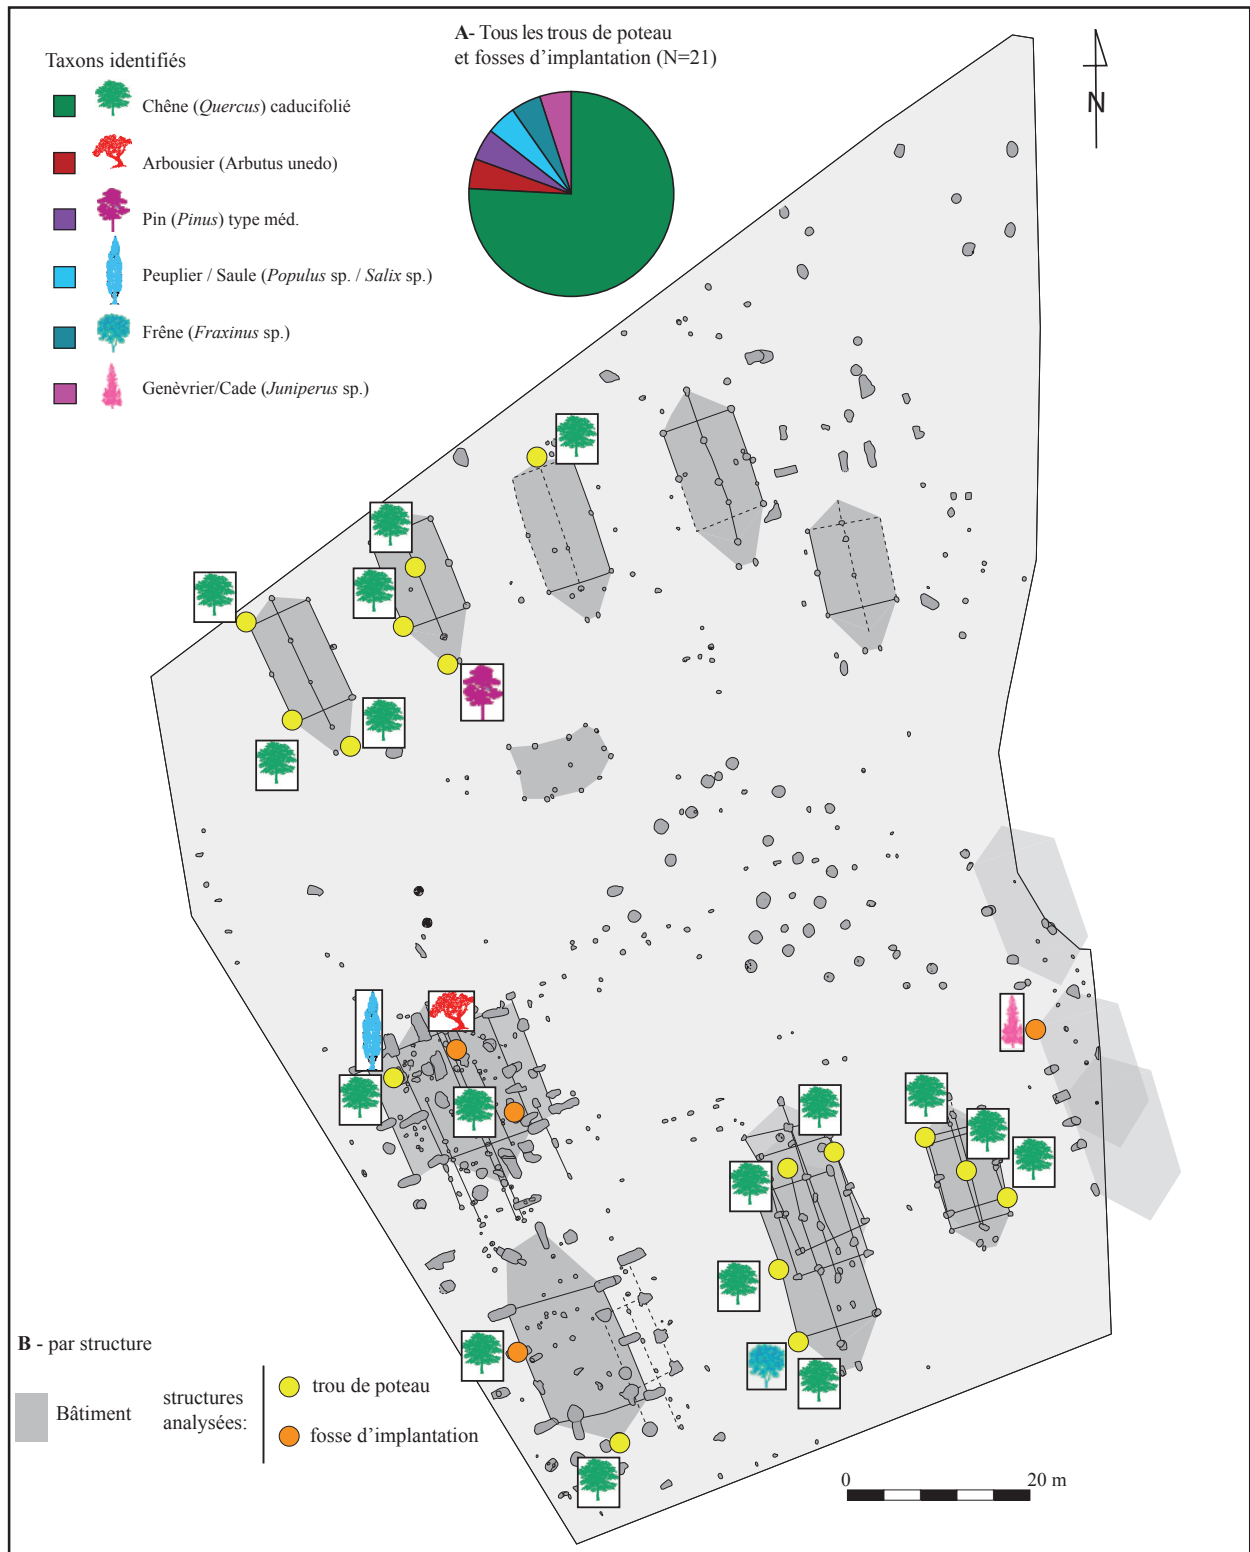 A- Tous les trous de poteau
et fosses d'implantation (N=21)
Taxons identifiés
Chêne (Quercus) caducifolié
Arbousier (Arbutus unedo)
Pin (Pinus) type méd.
Peuplier / Saule (Populus sp. / Salix sp.)
Frêne (Fraxinus sp.)
Genèvrier/Cade (Juniperus sp.)
N
B - par structure
Bâtiment
structures
analysées:
trou de poteau
fosse d'implantation
0 20 m